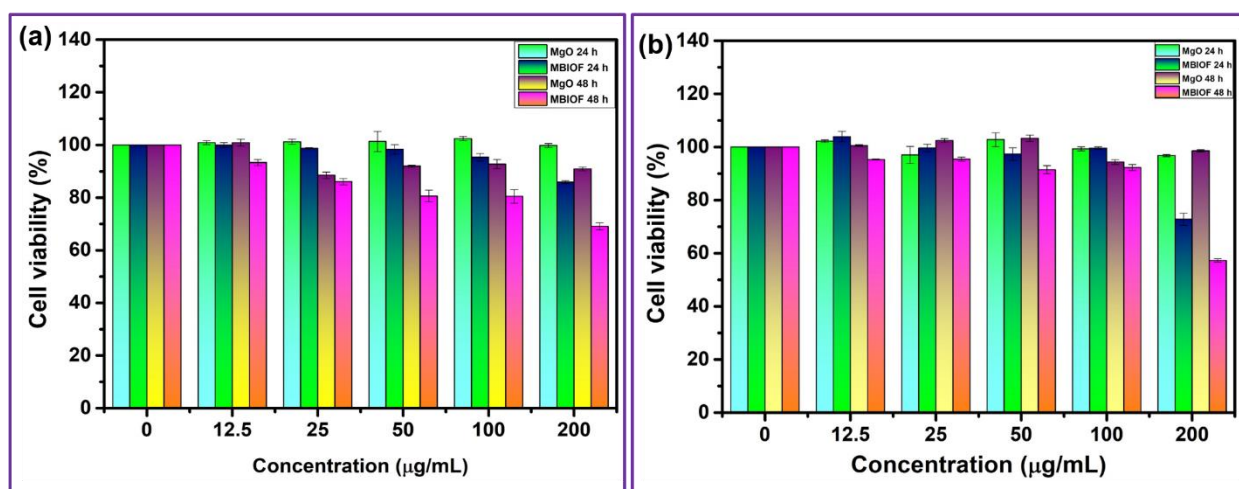 (a)
140
120
100
80
60
40
20
0
Cell viability (%)
MgO 24 h
MBIOF 24 h
MgO 48 h
MBIOF 48 h
0 12.5 25 50 100 200
Concentration (μg/mL)
(b)
140
120
100
80
60
40
20
0
Cell viability (%)
MgO 24 h
MBIOF 24 h
MgO 48 h
MBIOF 48 h
0 12.5 25 50 100 200
Concentration (μg/mL)